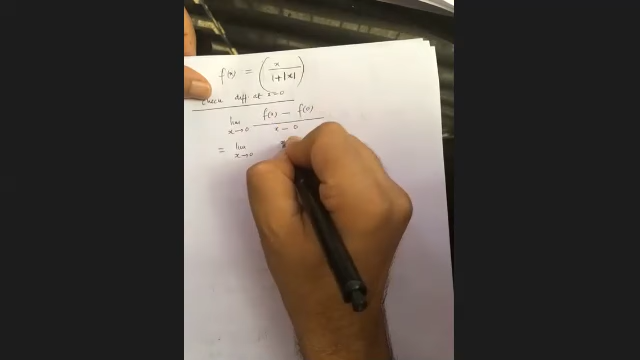 f(x) = (x / 1+|x|)
Check diff at x=0
lim x→0 f(x) − f(0) / x − 0
= lim x→0 x